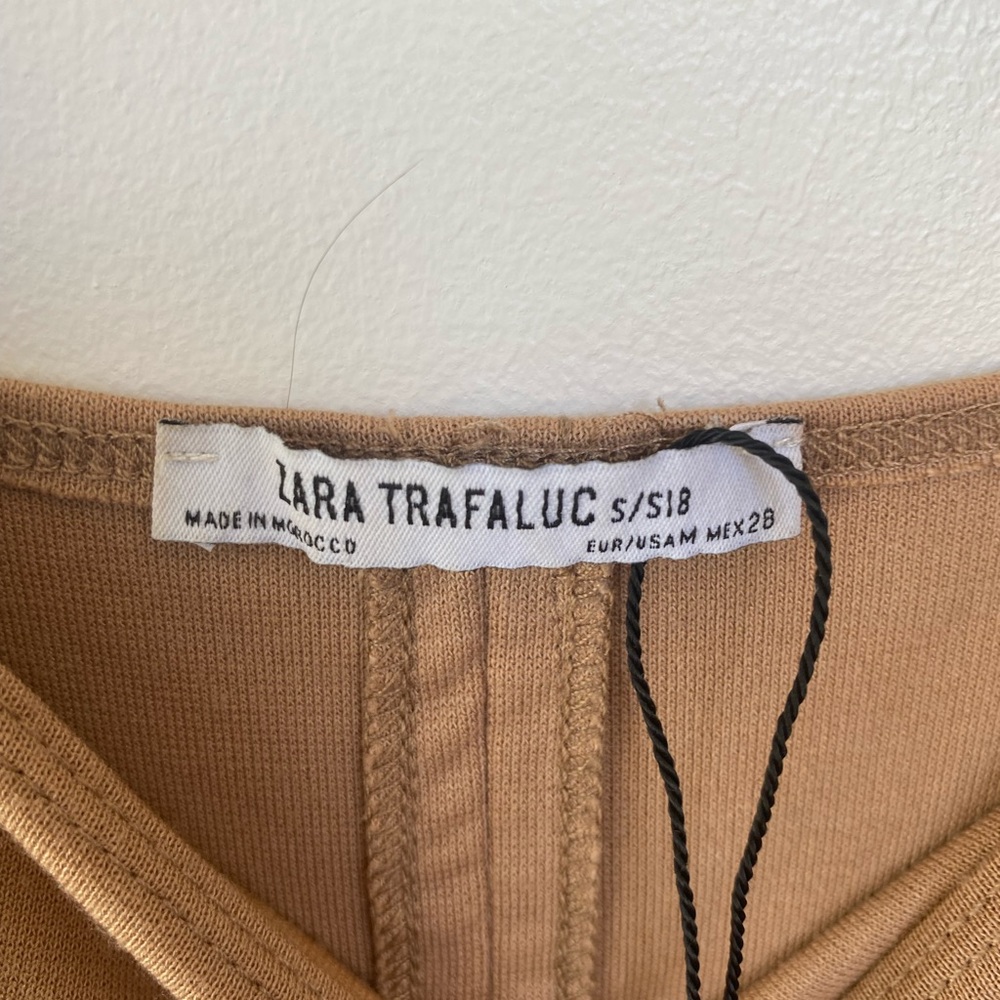 ZARA TRAFALUC S/S18
MADE IN MOROCCO EUR/USA M MEX 28